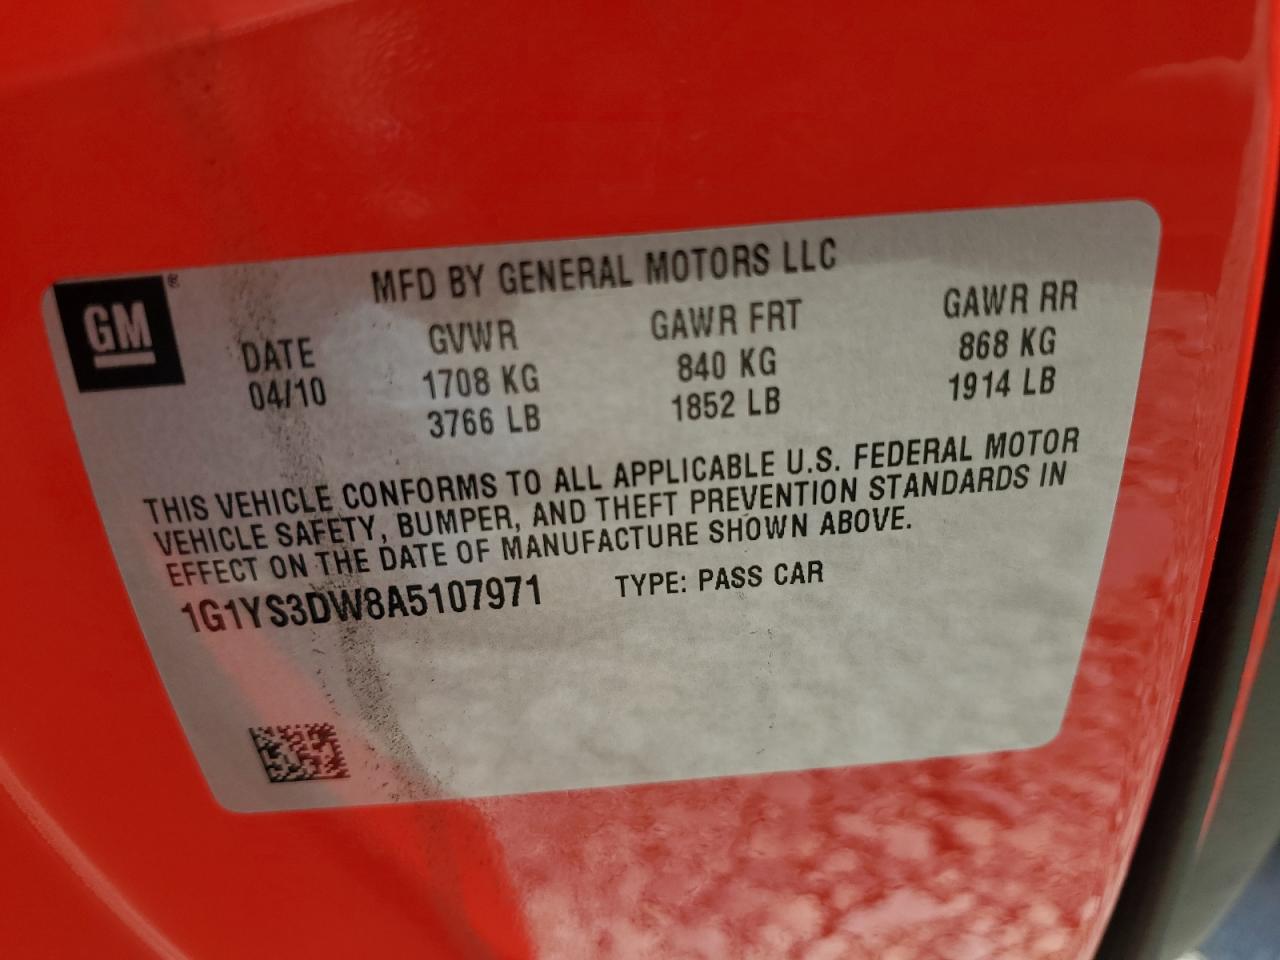 GM ®
MFD BY GENERAL MOTORS LLC
DATE GVWR GAWR FRT GAWR RR
04/10 1708 KG 840 KG 868 KG
3766 LB 1852 LB 1914 LB
THIS VEHICLE CONFORMS TO ALL APPLICABLE U.S. FEDERAL MOTOR
VEHICLE SAFETY, BUMPER, AND THEFT PREVENTION STANDARDS IN
EFFECT ON THE DATE OF MANUFACTURE SHOWN ABOVE.
1G1YS3DW8A5107971 TYPE: PASS CAR